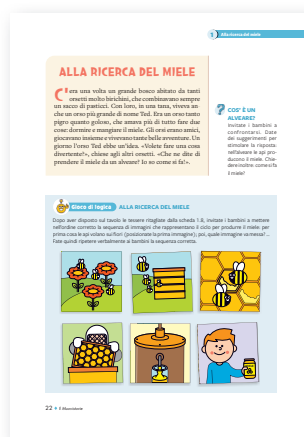 1 Alla ricerca del miele
ALLA RICERCA DEL MIELE
C'era una volta un grande bosco abitato da tanti
orsetti molto birichini, che combinavano sempre
un sacco di pasticci. Con loro, in una tana, viveva an-
che un orso più grande di nome Ted. Era un orso tanto
pigro quanto goloso, che amava più di tutto fare due
cose: dormire e mangiare il miele. Gli orsi erano amici,
giocavano insieme e vivevano tante belle avventure. Un
giorno l'orso Ted ebbe un'idea. «Volete fare una cosa
divertente?», chiese agli altri orsetti. «Che ne dite di
prendere il miele da un alveare? Io so come si fa!».
? COS'È UN
ALVEARE?
Invitate i bambini a
confrontarsi. Date
dei suggerimenti per
stimolare la risposta:
nell'alveare le api pro-
ducono il miele. Chie-
dere inoltre: come si fa
il miele?
Gioco di logica ALLA RICERCA DEL MIELE
Dopo aver disposto sul tavolo le tessere ritagliate dalla scheda 1.6, invitate i bambini a mettere
nell'ordine corretto la sequenza di immagini che rappresentano il ciclo per produrre il miele: per
prima cosa le api volano sui fiori (posizionate la prima immagine); poi, quale immagine va messa? ...
Fase quindi ripetere verbalmente ai bambini la sequenza corretta.
22